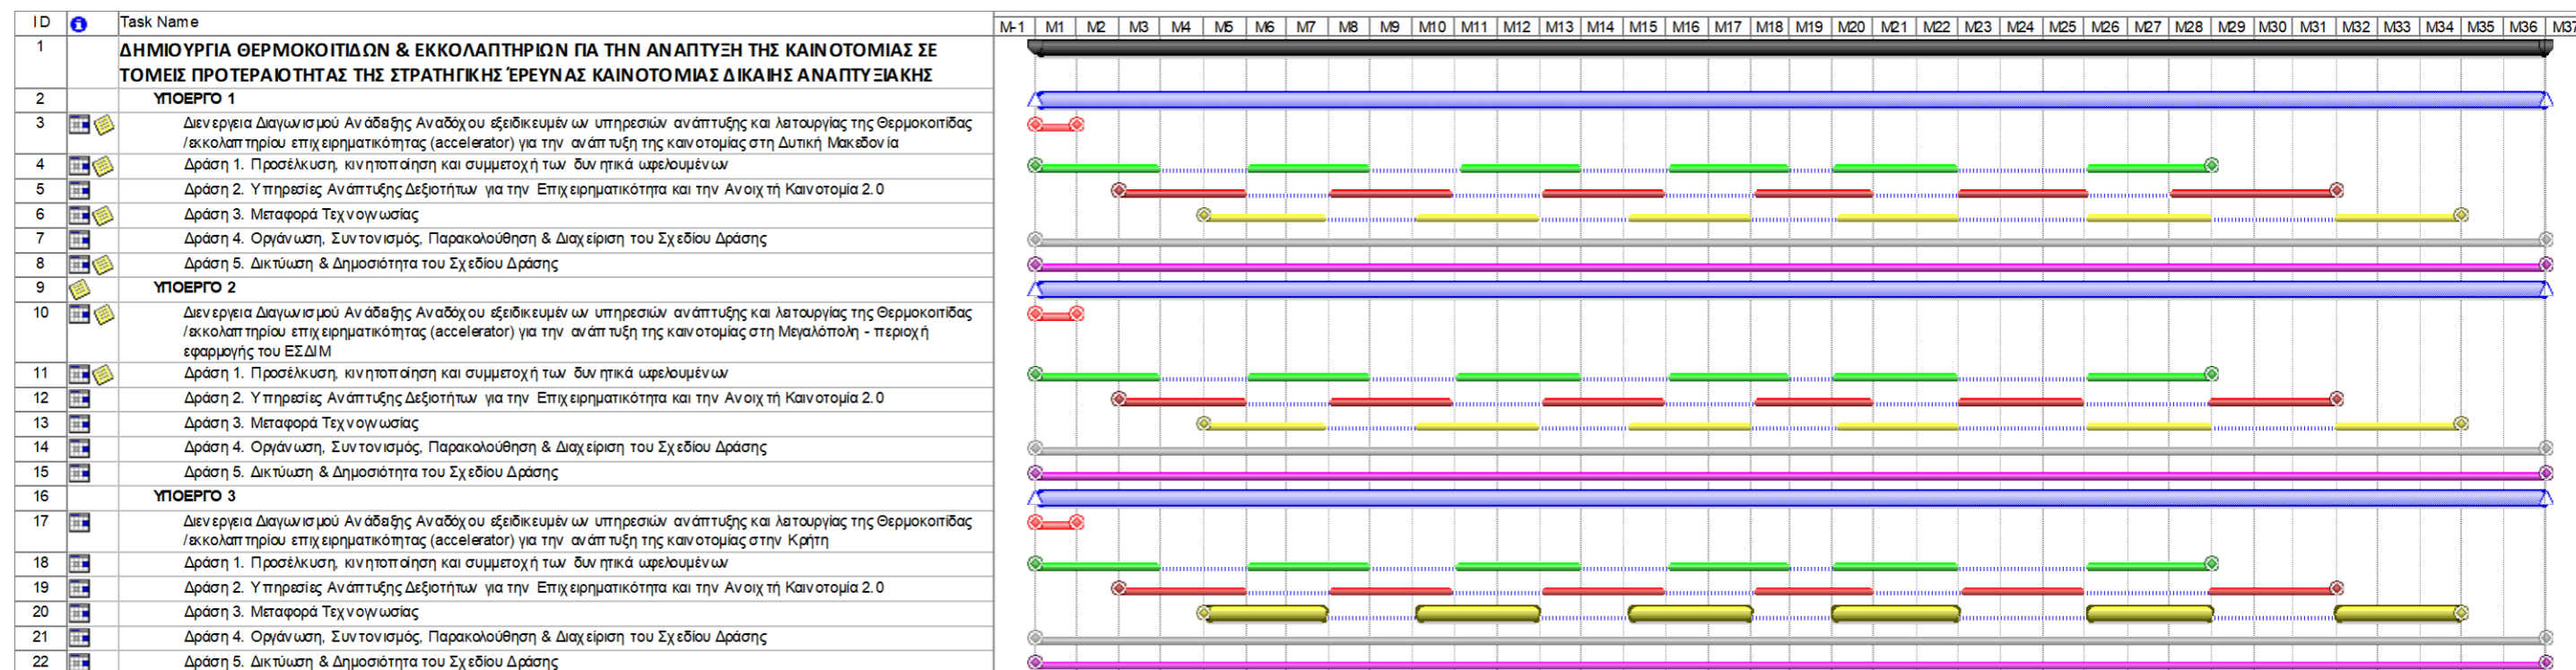 ID Task Name M-1 M1 M2 M3 M4 M5 M6 M7 M8 M9 M10 M11 M12 M13 M14 M15 M16 M17 M18 M19 M20 M21 M22 M23 M24 M25 M26 M27 M28 M29 M30 M31 M32 M33 M34 M35 M36 M37
1 ΔΗΜΙΟΥΡΓΙΑ ΘΕΡΜΟΚΟΙΤΙΔΩΝ & ΕΚΚΟΛΑΠΤΗΡΙΩΝ ΓΙΑ ΤΗΝ ΑΝΑΠΤΥΞΗ ΤΗΣ ΚΑΙΝΟΤΟΜΙΑΣ ΣΕ
ΤΟΜΕΙΣ ΠΡΟΤΕΡΑΙΟΤΗΤΑΣ ΤΗΣ ΣΤΡΑΤΗΓΙΚΗΣ ΈΡΕΥΝΑΣ ΚΑΙΝΟΤΟΜΙΑΣ ΔΙΚΑΙΗΣ ΑΝΑΠΤΥΞΙΑΚΗΣ
2 ΥΠΟΕΡΓΟ 1
3 Διενεργεια Διαγωνισμού Ανάδειξης Αναδόχου εξειδικευμένων υπηρεσιών ανάπτυξης και λειτουργίας της Θερμοκοιτίδας
/εκκολαπτηρίου επιχειρηματικότητας (accelerator) για την ανάπτυξη της καινοτομίας στη Δυτική Μακεδονία
4 Δράση 1. Προσέλκυση, κινητοποίηση και συμμετοχή των δυνητικά ωφελουμένων
5 Δράση 2. Υπηρεσίες Ανάπτυξης Δεξιοτήτων για την Επιχειρηματικότητα και την Ανοιχτή Καινοτομία 2.0
6 Δράση 3. Μεταφορά Τεχνογνωσίας
7 Δράση 4. Οργάνωση, Συντονισμός, Παρακολούθηση & Διαχείριση του Σχεδίου Δράσης
8 Δράση 5. Δικτύωση & Δημοσιότητα του Σχεδίου Δράσης
9 ΥΠΟΕΡΓΟ 2
10 Διενεργεια Διαγωνισμού Ανάδειξης Αναδόχου εξειδικευμένων υπηρεσιών ανάπτυξης και λειτουργίας της Θερμοκοιτίδας
/εκκολαπτηρίου επιχειρηματικότητας (accelerator) για την ανάπτυξη της καινοτομίας στη Μεγαλόπολη - περιοχή
εφαρμογής του ΕΣΔΙΜ
11 Δράση 1. Προσέλκυση, κινητοποίηση και συμμετοχή των δυνητικά ωφελουμένων
12 Δράση 2. Υπηρεσίες Ανάπτυξης Δεξιοτήτων για την Επιχειρηματικότητα και την Ανοιχτή Καινοτομία 2.0
13 Δράση 3. Μεταφορά Τεχνογνωσίας
14 Δράση 4. Οργάνωση, Συντονισμός, Παρακολούθηση & Διαχείριση του Σχεδίου Δράσης
15 Δράση 5. Δικτύωση & Δημοσιότητα του Σχεδίου Δράσης
16 ΥΠΟΕΡΓΟ 3
17 Διενεργεια Διαγωνισμού Ανάδειξης Αναδόχου εξειδικευμένων υπηρεσιών ανάπτυξης και λειτουργίας της Θερμοκοιτίδας
/εκκολαπτηρίου επιχειρηματικότητας (accelerator) για την ανάπτυξη της καινοτομίας στην Κρήτη
18 Δράση 1. Προσέλκυση, κινητοποίηση και συμμετοχή των δυνητικά ωφελουμένων
19 Δράση 2. Υπηρεσίες Ανάπτυξης Δεξιοτήτων για την Επιχειρηματικότητα και την Ανοιχτή Καινοτομία 2.0
20 Δράση 3. Μεταφορά Τεχνογνωσίας
21 Δράση 4. Οργάνωση, Συντονισμός, Παρακολούθηση & Διαχείριση του Σχεδίου Δράσης
22 Δράση 5. Δικτύωση & Δημοσιότητα του Σχεδίου Δράσης